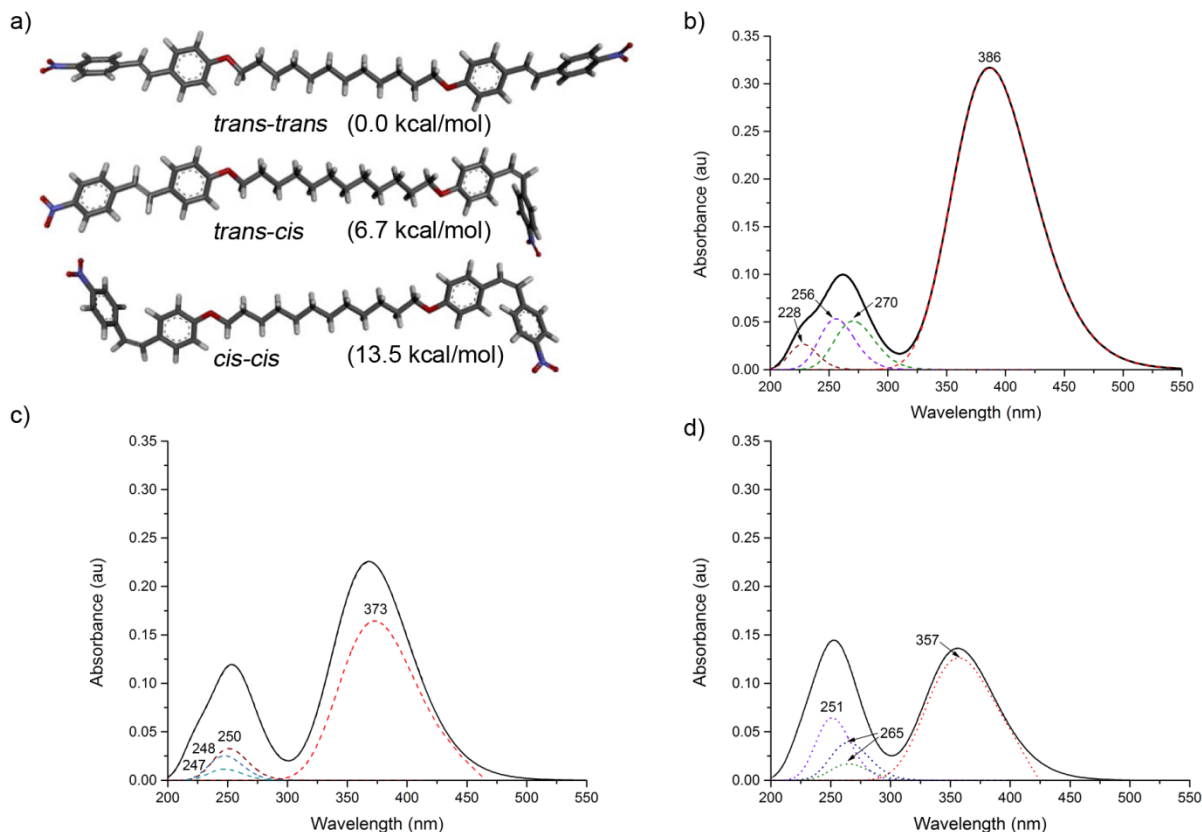 a)
trans-trans (0.0 kcal/mol)
trans-cis (6.7 kcal/mol)
cis-cis (13.5 kcal/mol)
b)
386
256
270
228
0.35
0.30
0.25
0.20
0.15
0.10
0.05
0.00
Absorbance (au)
200 250 300 350 400 450 500 550
Wavelength (nm)
c)
373
250
248
247
0.35
0.30
0.25
0.20
0.15
0.10
0.05
0.00
Absorbance (au)
200 250 300 350 400 450 500 550
Wavelength (nm)
d)
357
251
265
0.35
0.30
0.25
0.20
0.15
0.10
0.05
0.00
Absorbance (au)
200 250 300 350 400 450 500 550
Wavelength (nm)